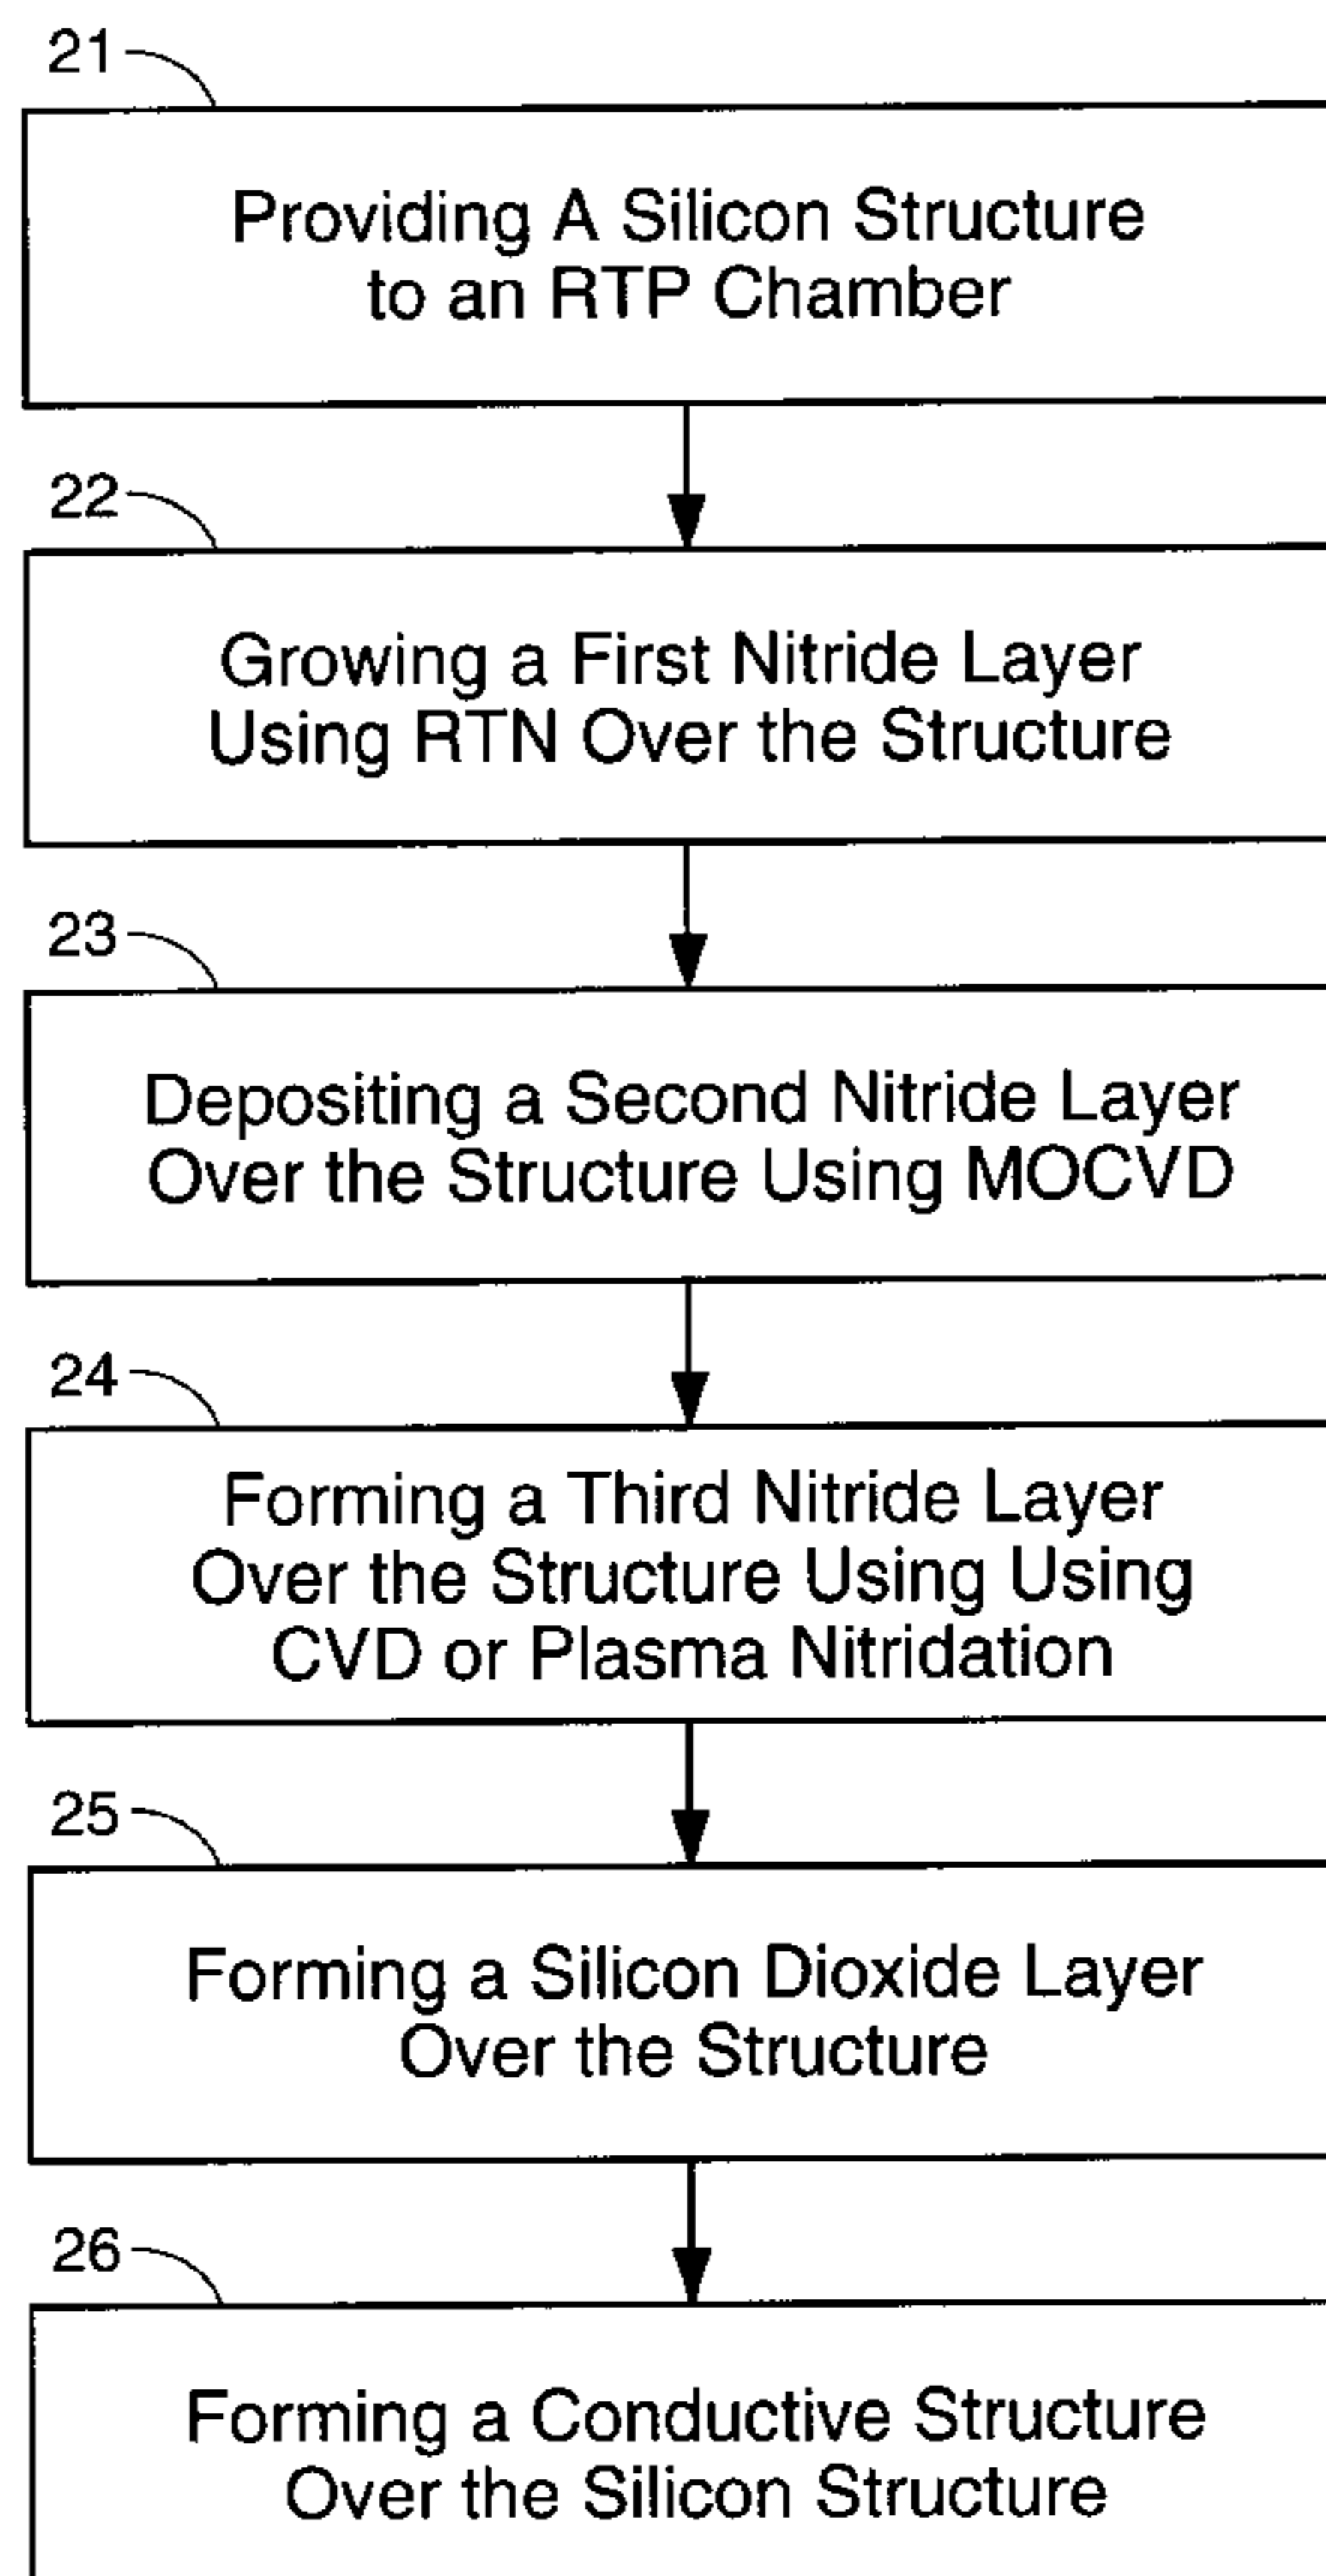 21
Providing A Silicon Structure
to an RTP Chamber
22
Growing a First Nitride Layer
Using RTN Over the Structure
23
Depositing a Second Nitride Layer
Over the Structure Using MOCVD
24
Forming a Third Nitride Layer
Over the Structure Using Using
CVD or Plasma Nitridation
25
Forming a Silicon Dioxide Layer
Over the Structure
26
Forming a Conductive Structure
Over the Silicon Structure